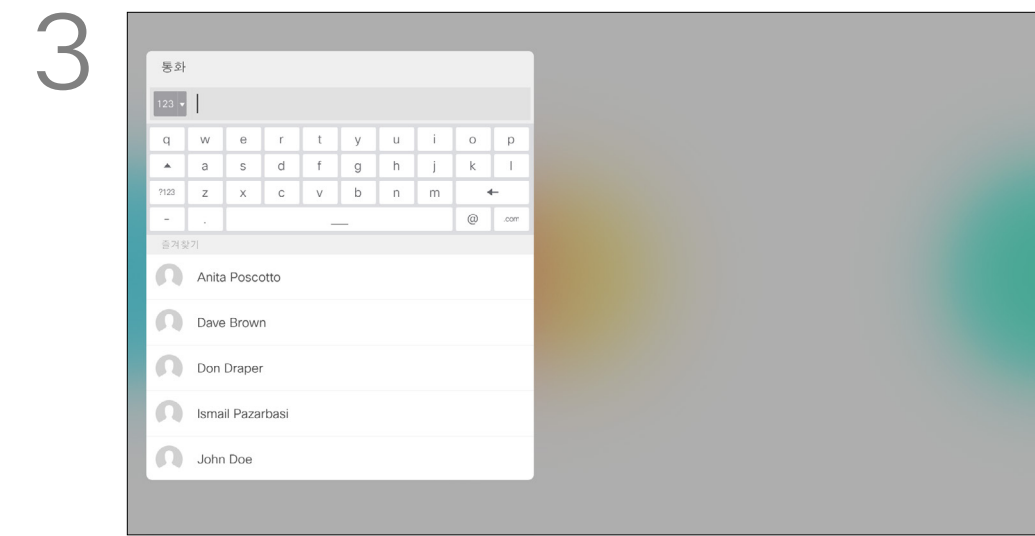 3
통화
123
q w e r t y u i o p
a s d f g h j k l
?123 z x c v b n m
- . @ .com
즐겨찾기
Anita Poscotto
Dave Brown
Don Draper
Ismail Pazarbasi
John Doe